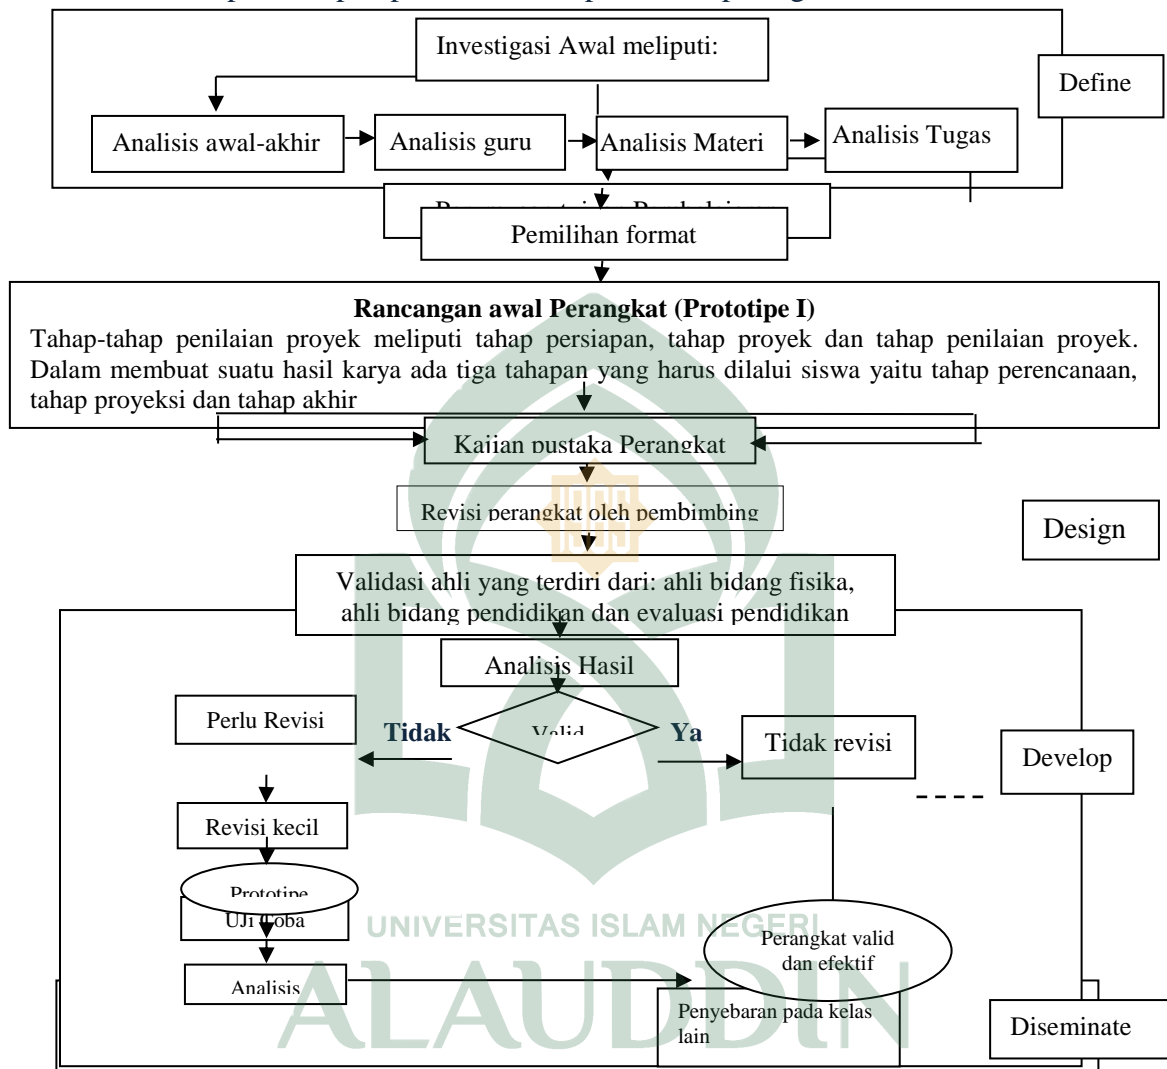 Investigasi Awal meliputi:
Define
Analisis awal-akhir
Analisis guru
Analisis Materi
Analisis Tugas
Pemilihan format
Rancangan awal Perangkat (Prototipe I)
Tahap-tahap penilaian proyek meliputi tahap persiapan, tahap proyek dan tahap penilaian proyek.
Dalam membuat suatu hasil karya ada tiga tahapan yang harus dilalui siswa yaitu tahap perencanaan,
tahap proyeksi dan tahap akhir
Kajian pustaka Perangkat
Revisi perangkat oleh pembimbing
Design
Validasi ahli yang terdiri dari: ahli bidang fisika,
ahli bidang pendidikan dan evaluasi pendidikan
Analisis Hasil
Perlu Revisi
Tidak
Valid
Ya
Tidak revisi
Develop
Revisi kecil
Prototipe
Uji Coba
UNIVERSITAS ISLAM NEGERI
Perangkat valid
dan efektif
Analisis
ALAUDDIN
Penyebaran pada kelas
lain
Diseminate